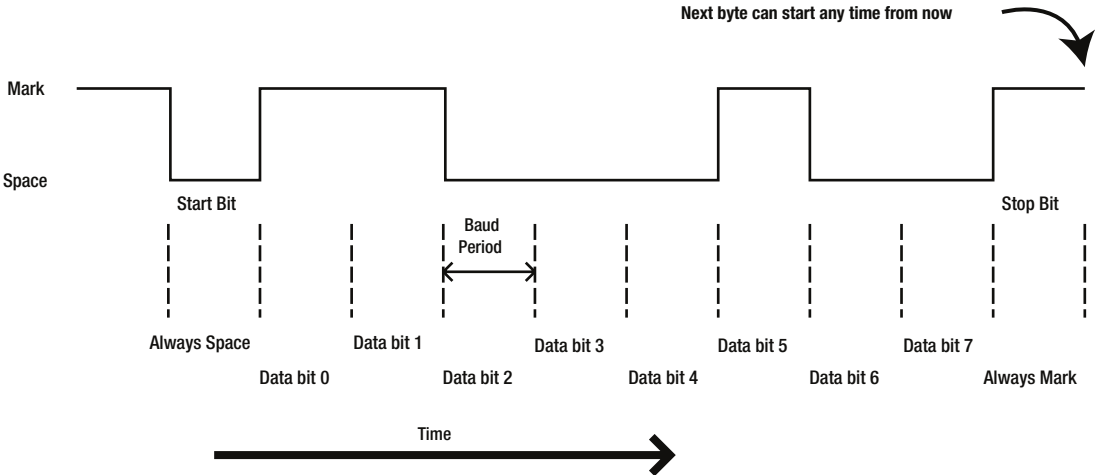 Next byte can start any time from now
Mark
Space
Start Bit
Stop Bit
Baud
Period
Always Space
Data bit 1
Data bit 3
Data bit 5
Data bit 7
Data bit 0
Data bit 2
Data bit 4
Data bit 6
Always Mark
Time